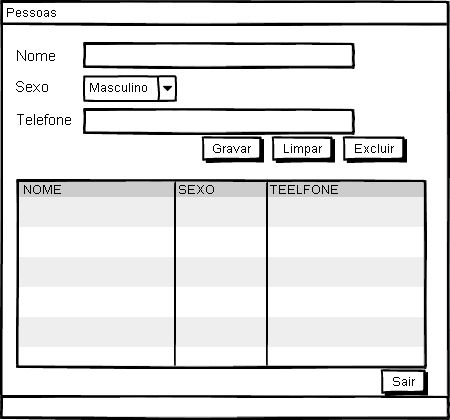 Pessoas
Nome
Sexo Masculino
Telefone
Gravar Limpar Excluir
NOME SEXO TEELFONE
Sair